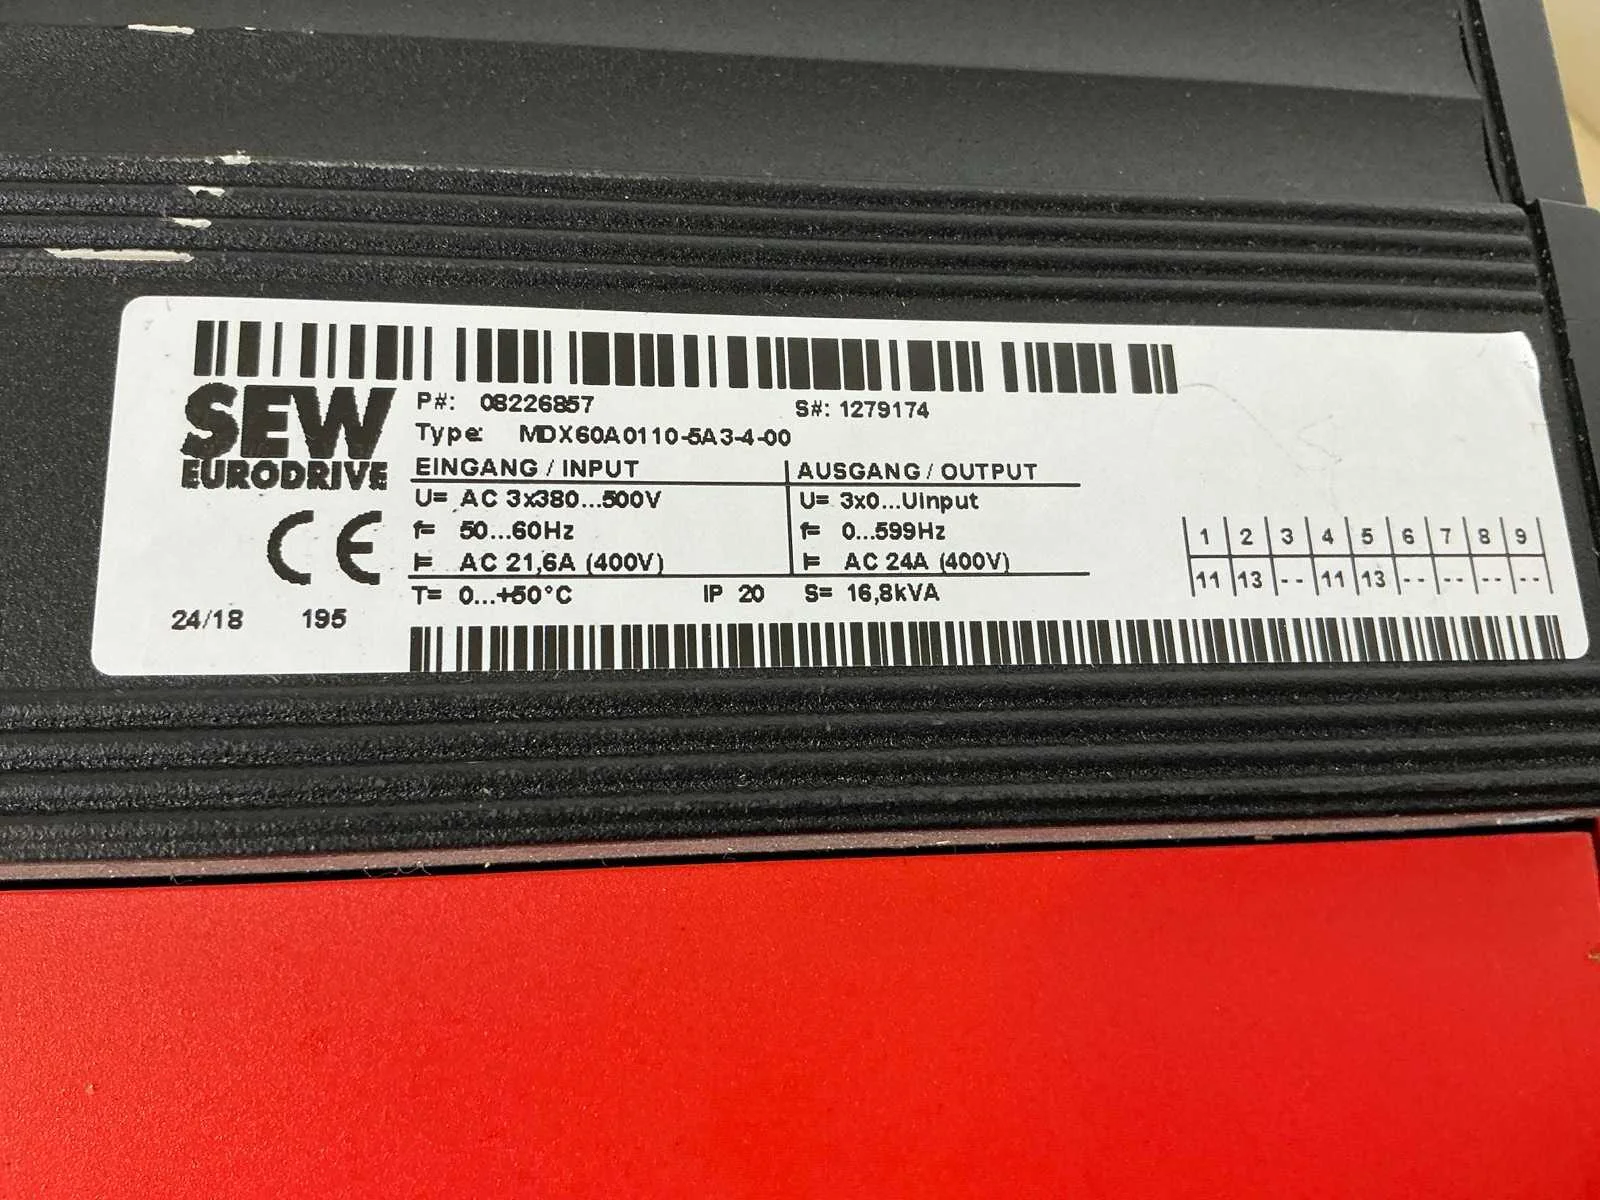 SEW
EURODRIVE
P#: 08226857 S#: 1279174
Type: MDX60A0110-5A3-4-00
EINGANG / INPUT AUSGANG / OUTPUT
U= AC 3x380...500V U= 3x0...Uinput
f= 50...60Hz f= 0...599Hz
I= AC 21,6A (400V) I= AC 24A (400V)
T= 0...+50°C IP 20 S= 16,8kVA
1 2 3 4 5 6 7 8 9
11 13 -- 11 13 -- -- -- --
CE
24/18 195